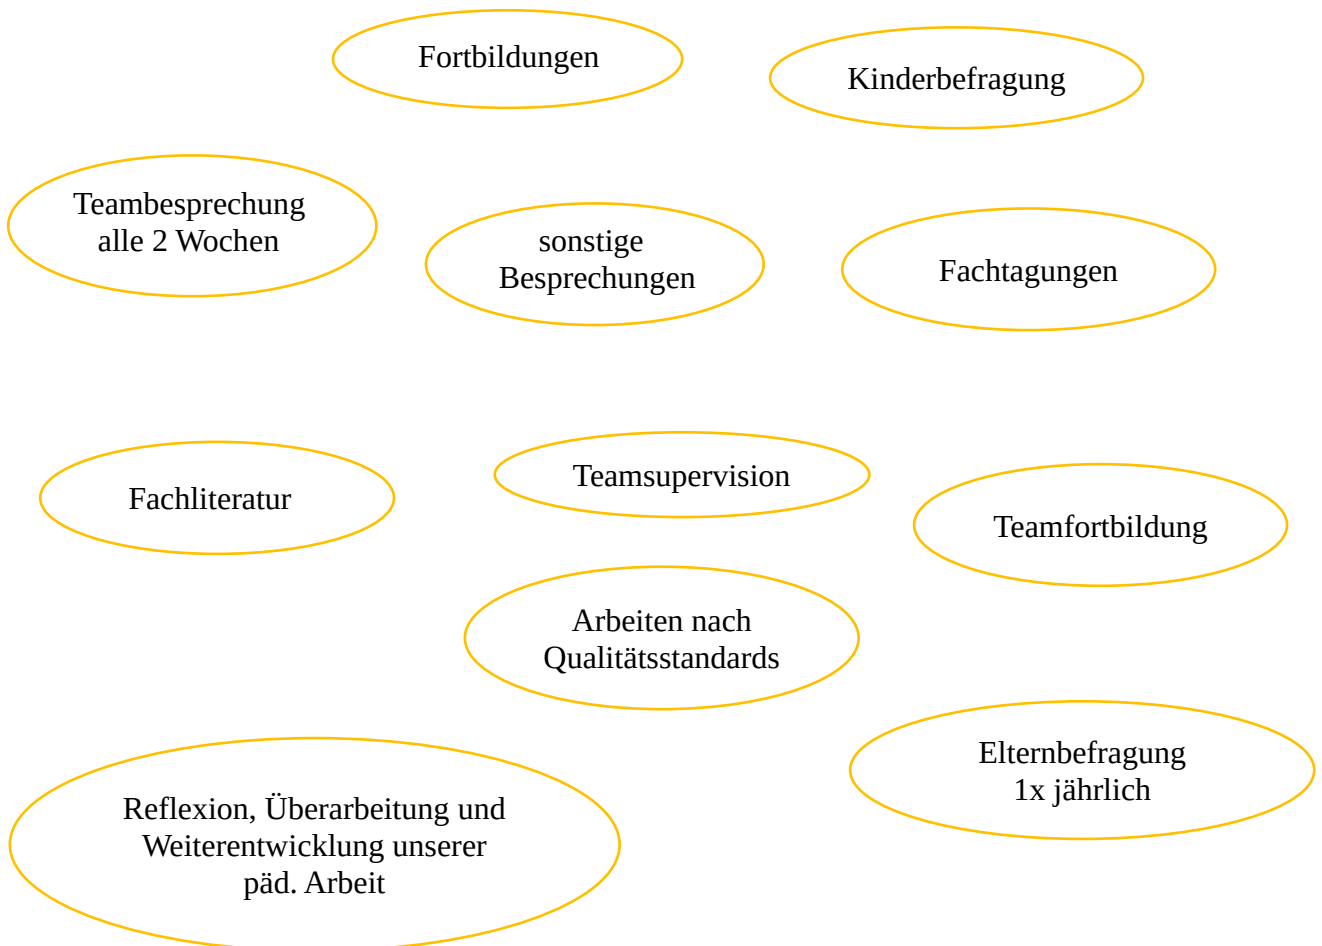 Fortbildungen
Kinderbefragung
Teambesprechung
alle 2 Wochen
sonstige
Besprechungen
Fachtagungen
Fachliteratur
Teamsupervision
Teamfortbildung
Arbeiten nach
Qualitätsstandards
Elternbefragung
1x jährlich
Reflexion, Überarbeitung und
Weiterentwicklung unserer
päd. Arbeit